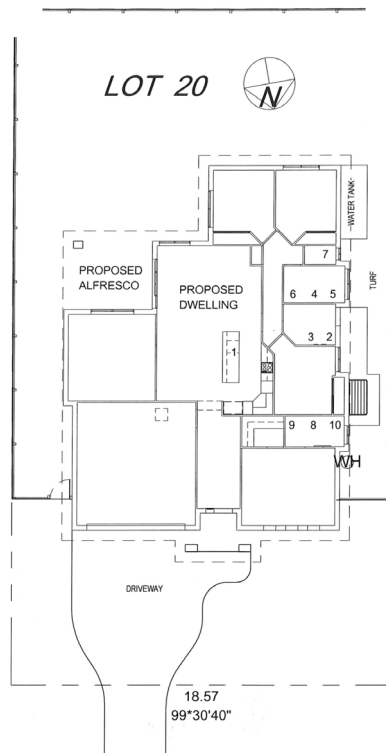 LOT 20
N
WATER TANK
TURF
PROPOSED
ALFRESCO
PROPOSED
DWELLING
7
6 4 5
3 2
1
9 8 10
WH
DRIVEWAY
18.57
99*30'40"